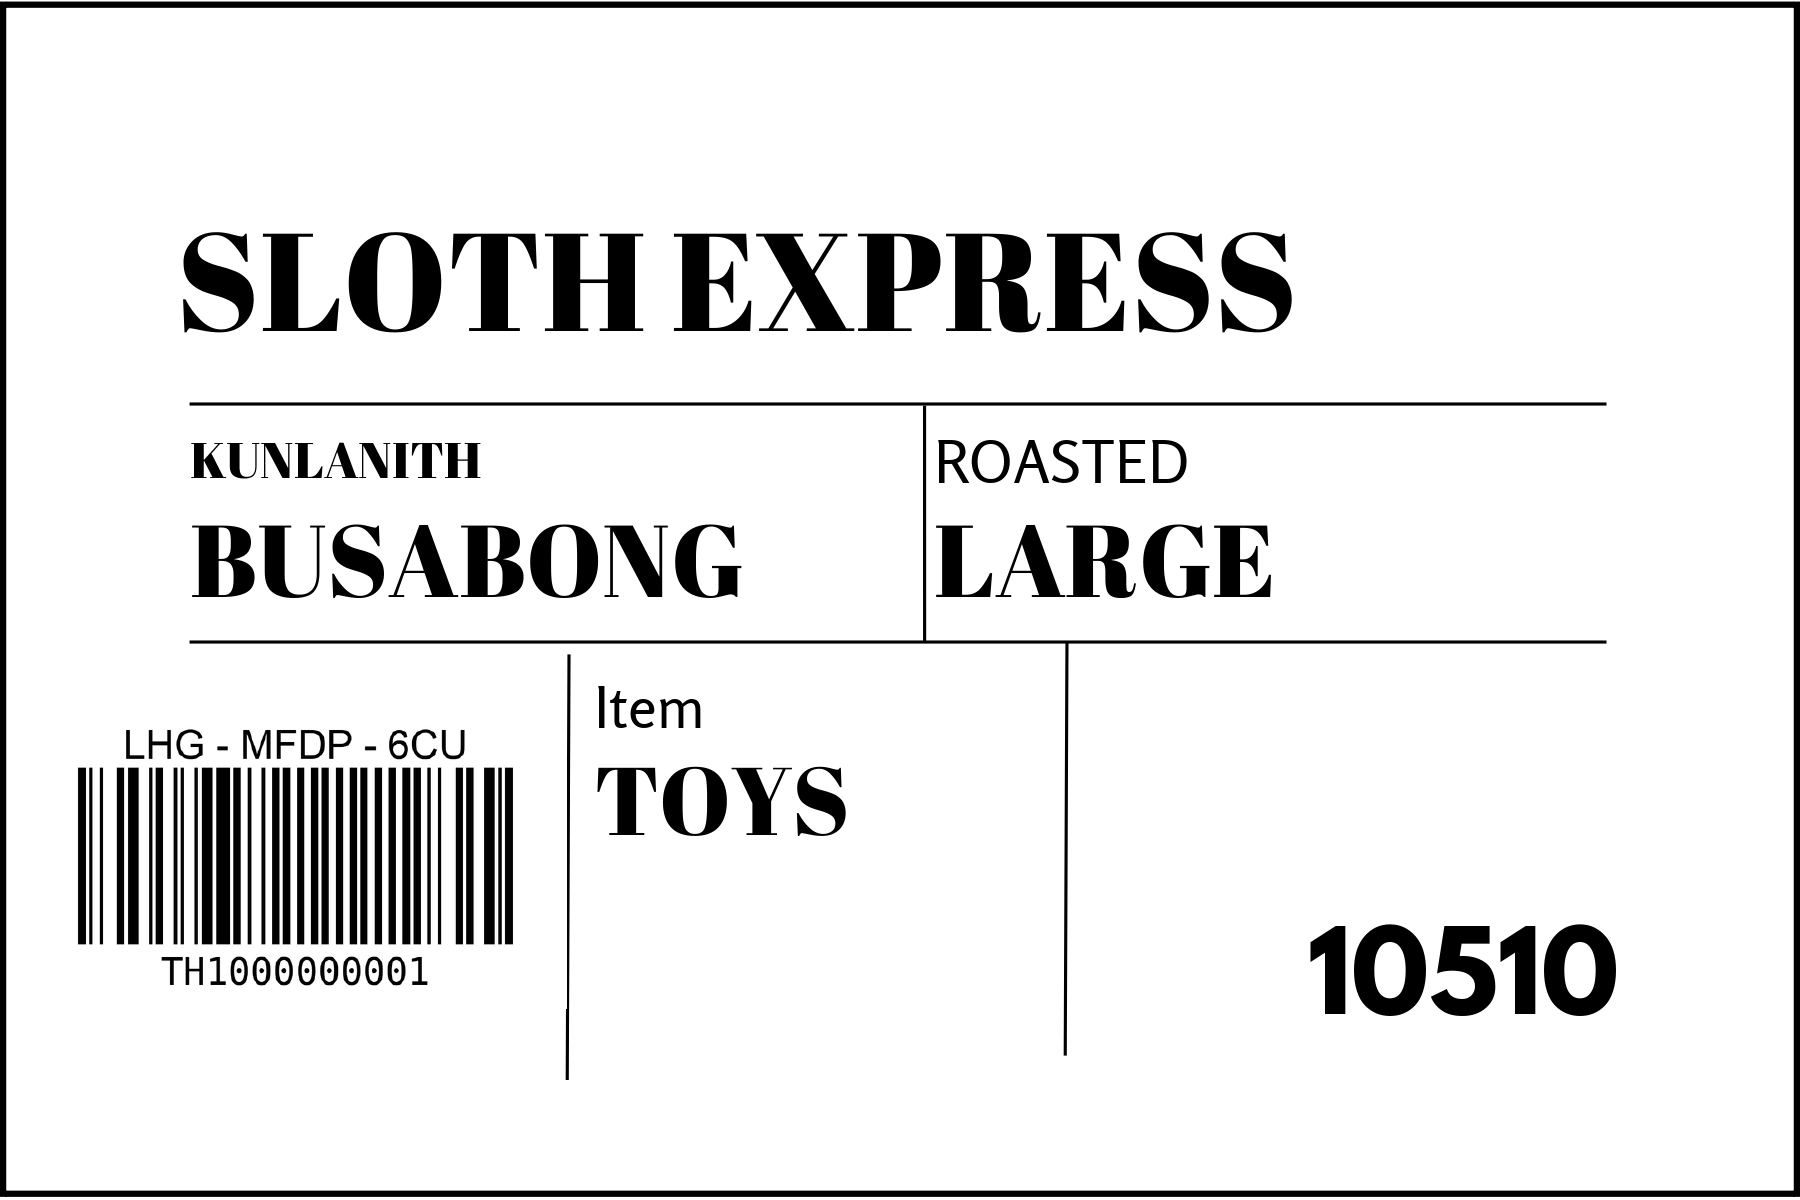 SLOTH EXPRESS
KUNLANITH
BUSABONG
ROASTED
LARGE
LHG - MFDP - 6CU
TH1000000001
Item
TOYS
10510